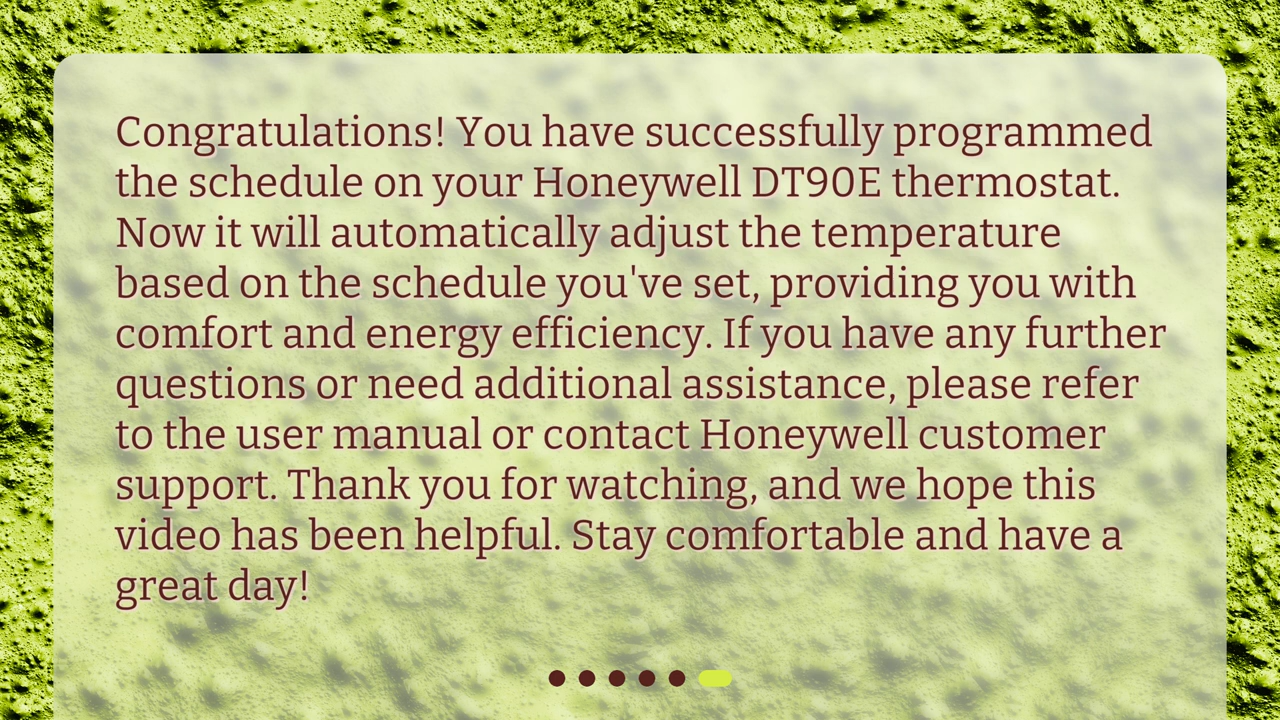 Congratulations! You have successfully programmed
the schedule on your Honeywell DT90E thermostat.
Now it will automatically adjust the temperature
based on the schedule you've set, providing you with
comfort and energy efficiency. If you have any further
questions or need additional assistance, please refer
to the user manual or contact Honeywell customer
support. Thank you for watching, and we hope this
video has been helpful. Stay comfortable and have a
great day!